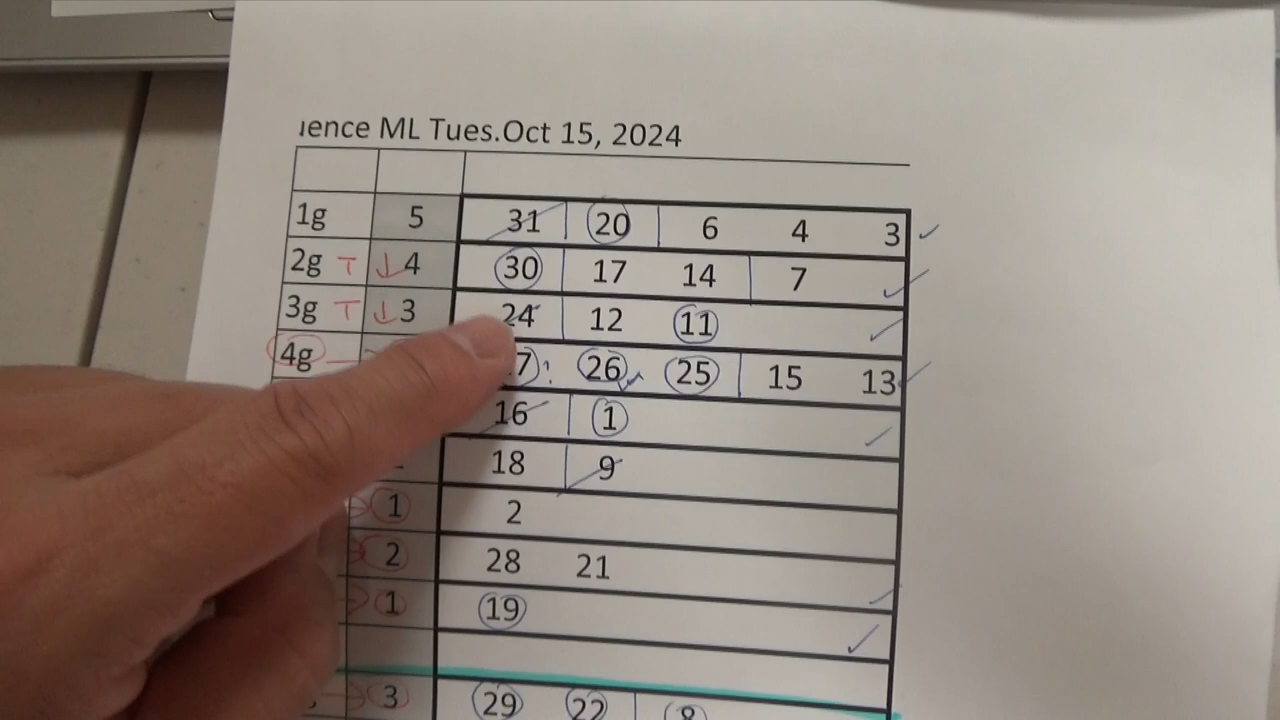 ience ML Tues.Oct 15, 2024
1g 5 31 20 6 4 3
2g T ↓ 4 30 17 14 7
3g T ↓ 3 24 12 11
4g 26 25 15 13
16 1
18 9
1 2
2 28 21
1 19
3 29 22 8